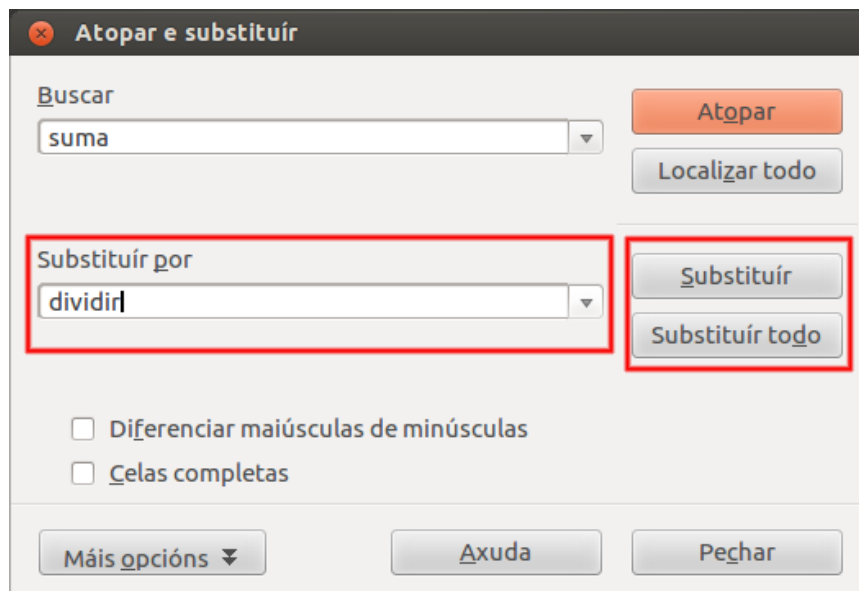 Atopar e substituír
Buscar
suma
Atopar
Localizar todo
Substituír por
dividir
Substituír
Substituír todo
Diferenciar maiúsculas de minúsculas
Celas completas
Máis opcións
Axuda
Pechar